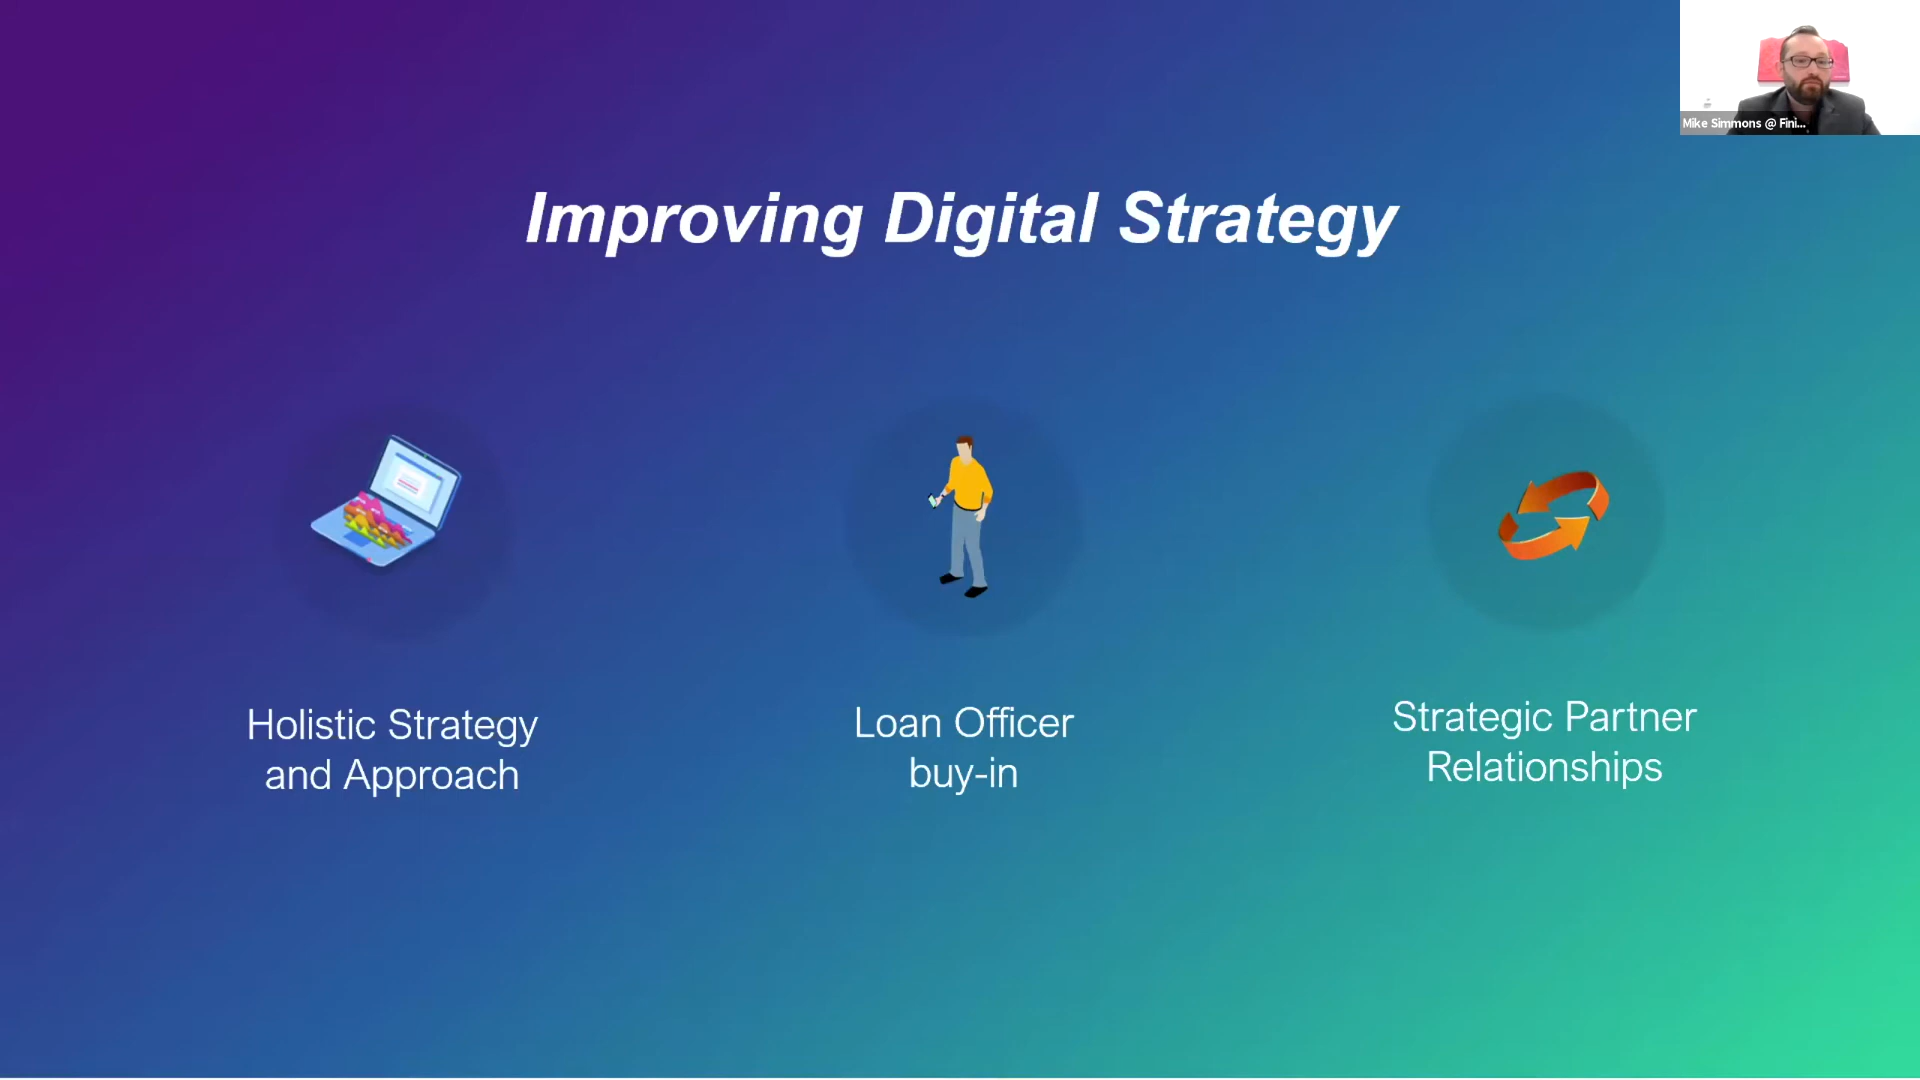 Mike Simmons @ Fini...
Improving Digital Strategy
Holistic Strategy
and Approach
Loan Officer
buy-in
Strategic Partner
Relationships